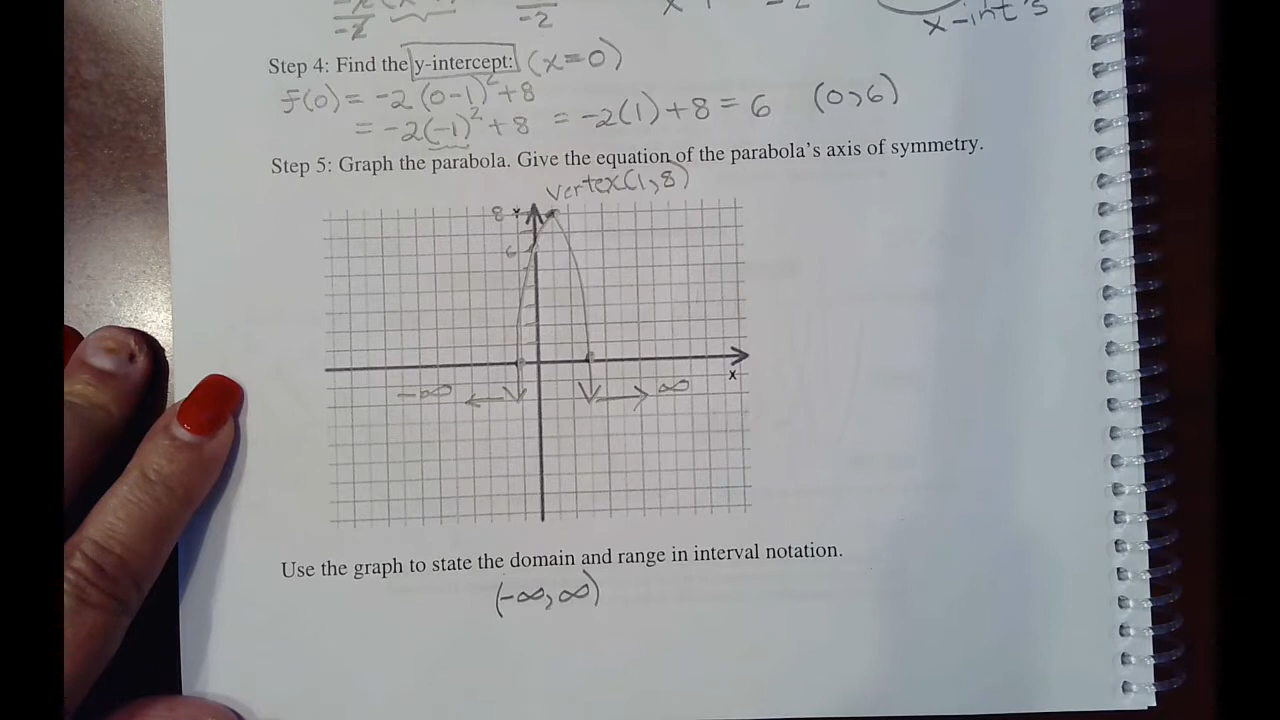 -2
-2
x-int's
Step 4: Find the y-intercept: (x=0)
f(0) = -2(0-1)²+8
= -2(-1)²+8 = -2(1)+8 = 6 (0,6)
Step 5: Graph the parabola. Give the equation of the parabola's axis of symmetry.
vertex(1,8)
8 Y
6
x
-∞ ∞
Use the graph to state the domain and range in interval notation.
(-∞,∞)